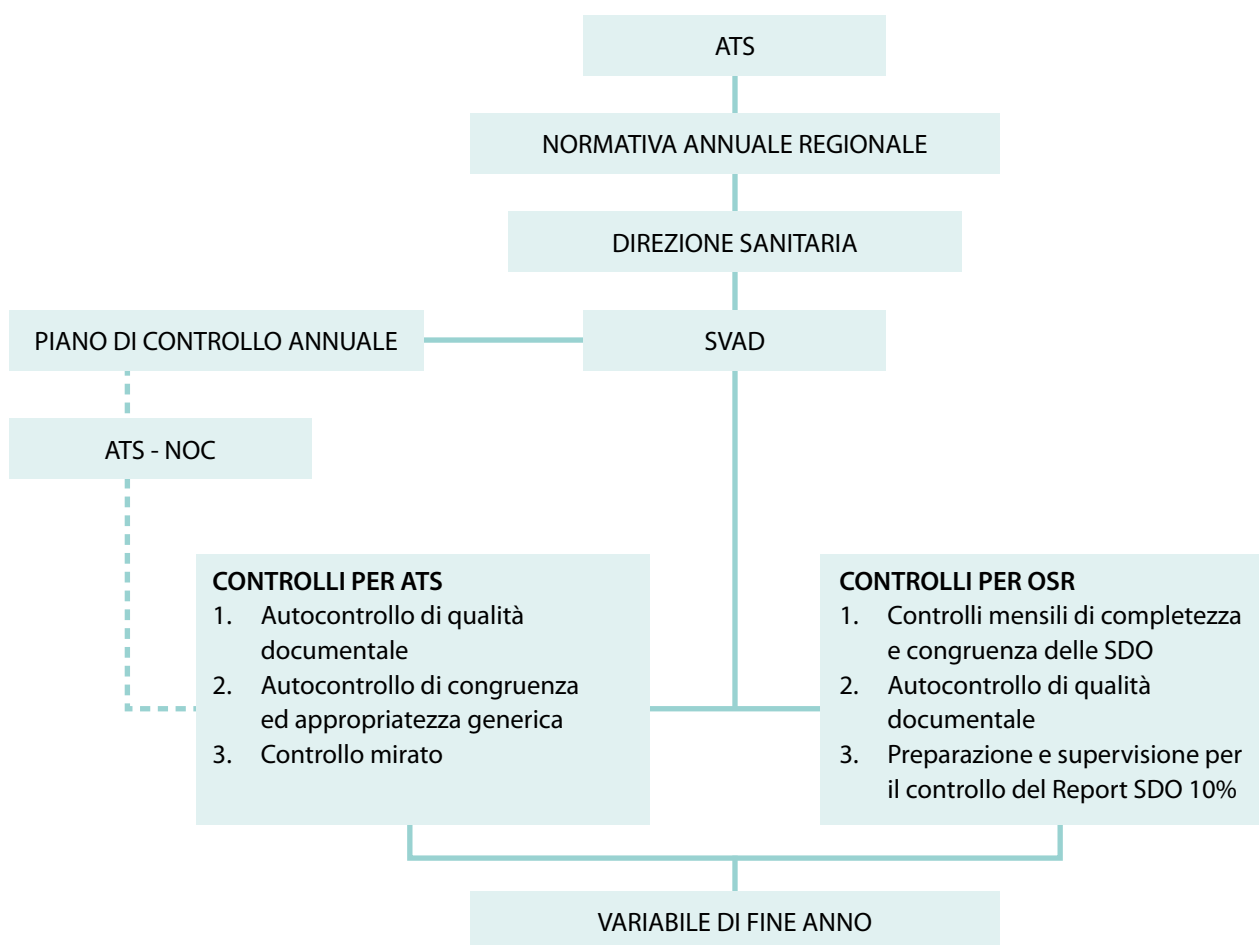 ATS
NORMATIVA ANNUALE REGIONALE
DIREZIONE SANITARIA
PIANO DI CONTROLLO ANNUALE
SVAD
ATS - NOC
CONTROLLI PER ATS
1. Autocontrollo di qualità
documentale
2. Autocontrollo di congruenza
ed appropriatezza generica
3. Controllo mirato
CONTROLLI PER OSR
1. Controlli mensili di completezza
e congruenza delle SDO
2. Autocontrollo di qualità
documentale
3. Preparazione e supervisione per
il controllo del Report SDO 10%
VARIABILE DI FINE ANNO